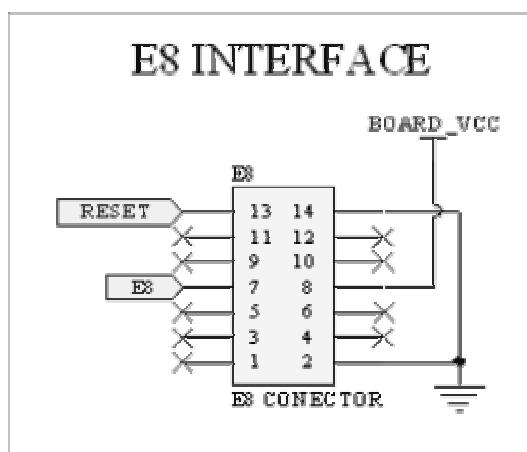 E8 INTERFACE
BOARD_VCC
E8
RESET
13 14
11 12
9 10
E8
7 8
5 6
3 4
1 2
E8 CONECTOR